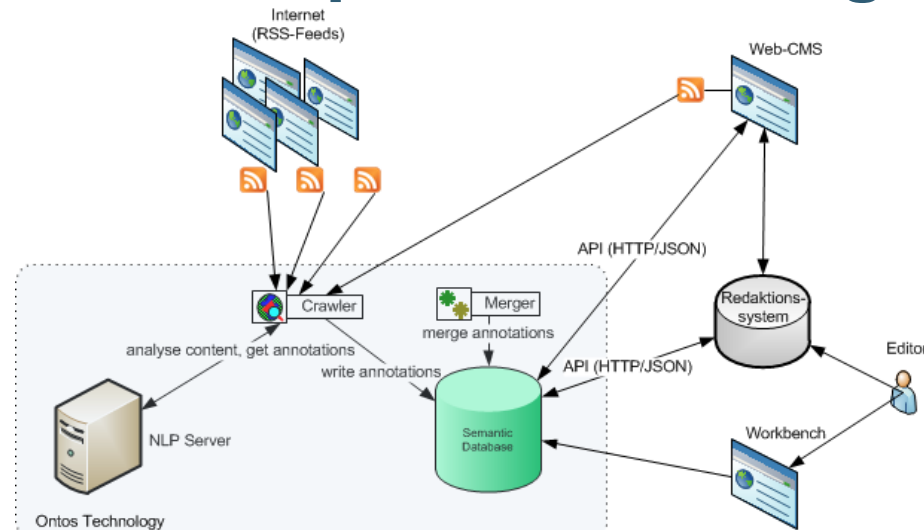 Internet
(RSS-Feeds)
Web-CMS
API (HTTP/JSON)
Crawler
Merger
merge annotations
Redaktions-
system
analyse content, get annotations
write annotations
API (HTTP/JSON)
Editor
NLP Server
Semantic
Database
Workbench
Ontos Technology